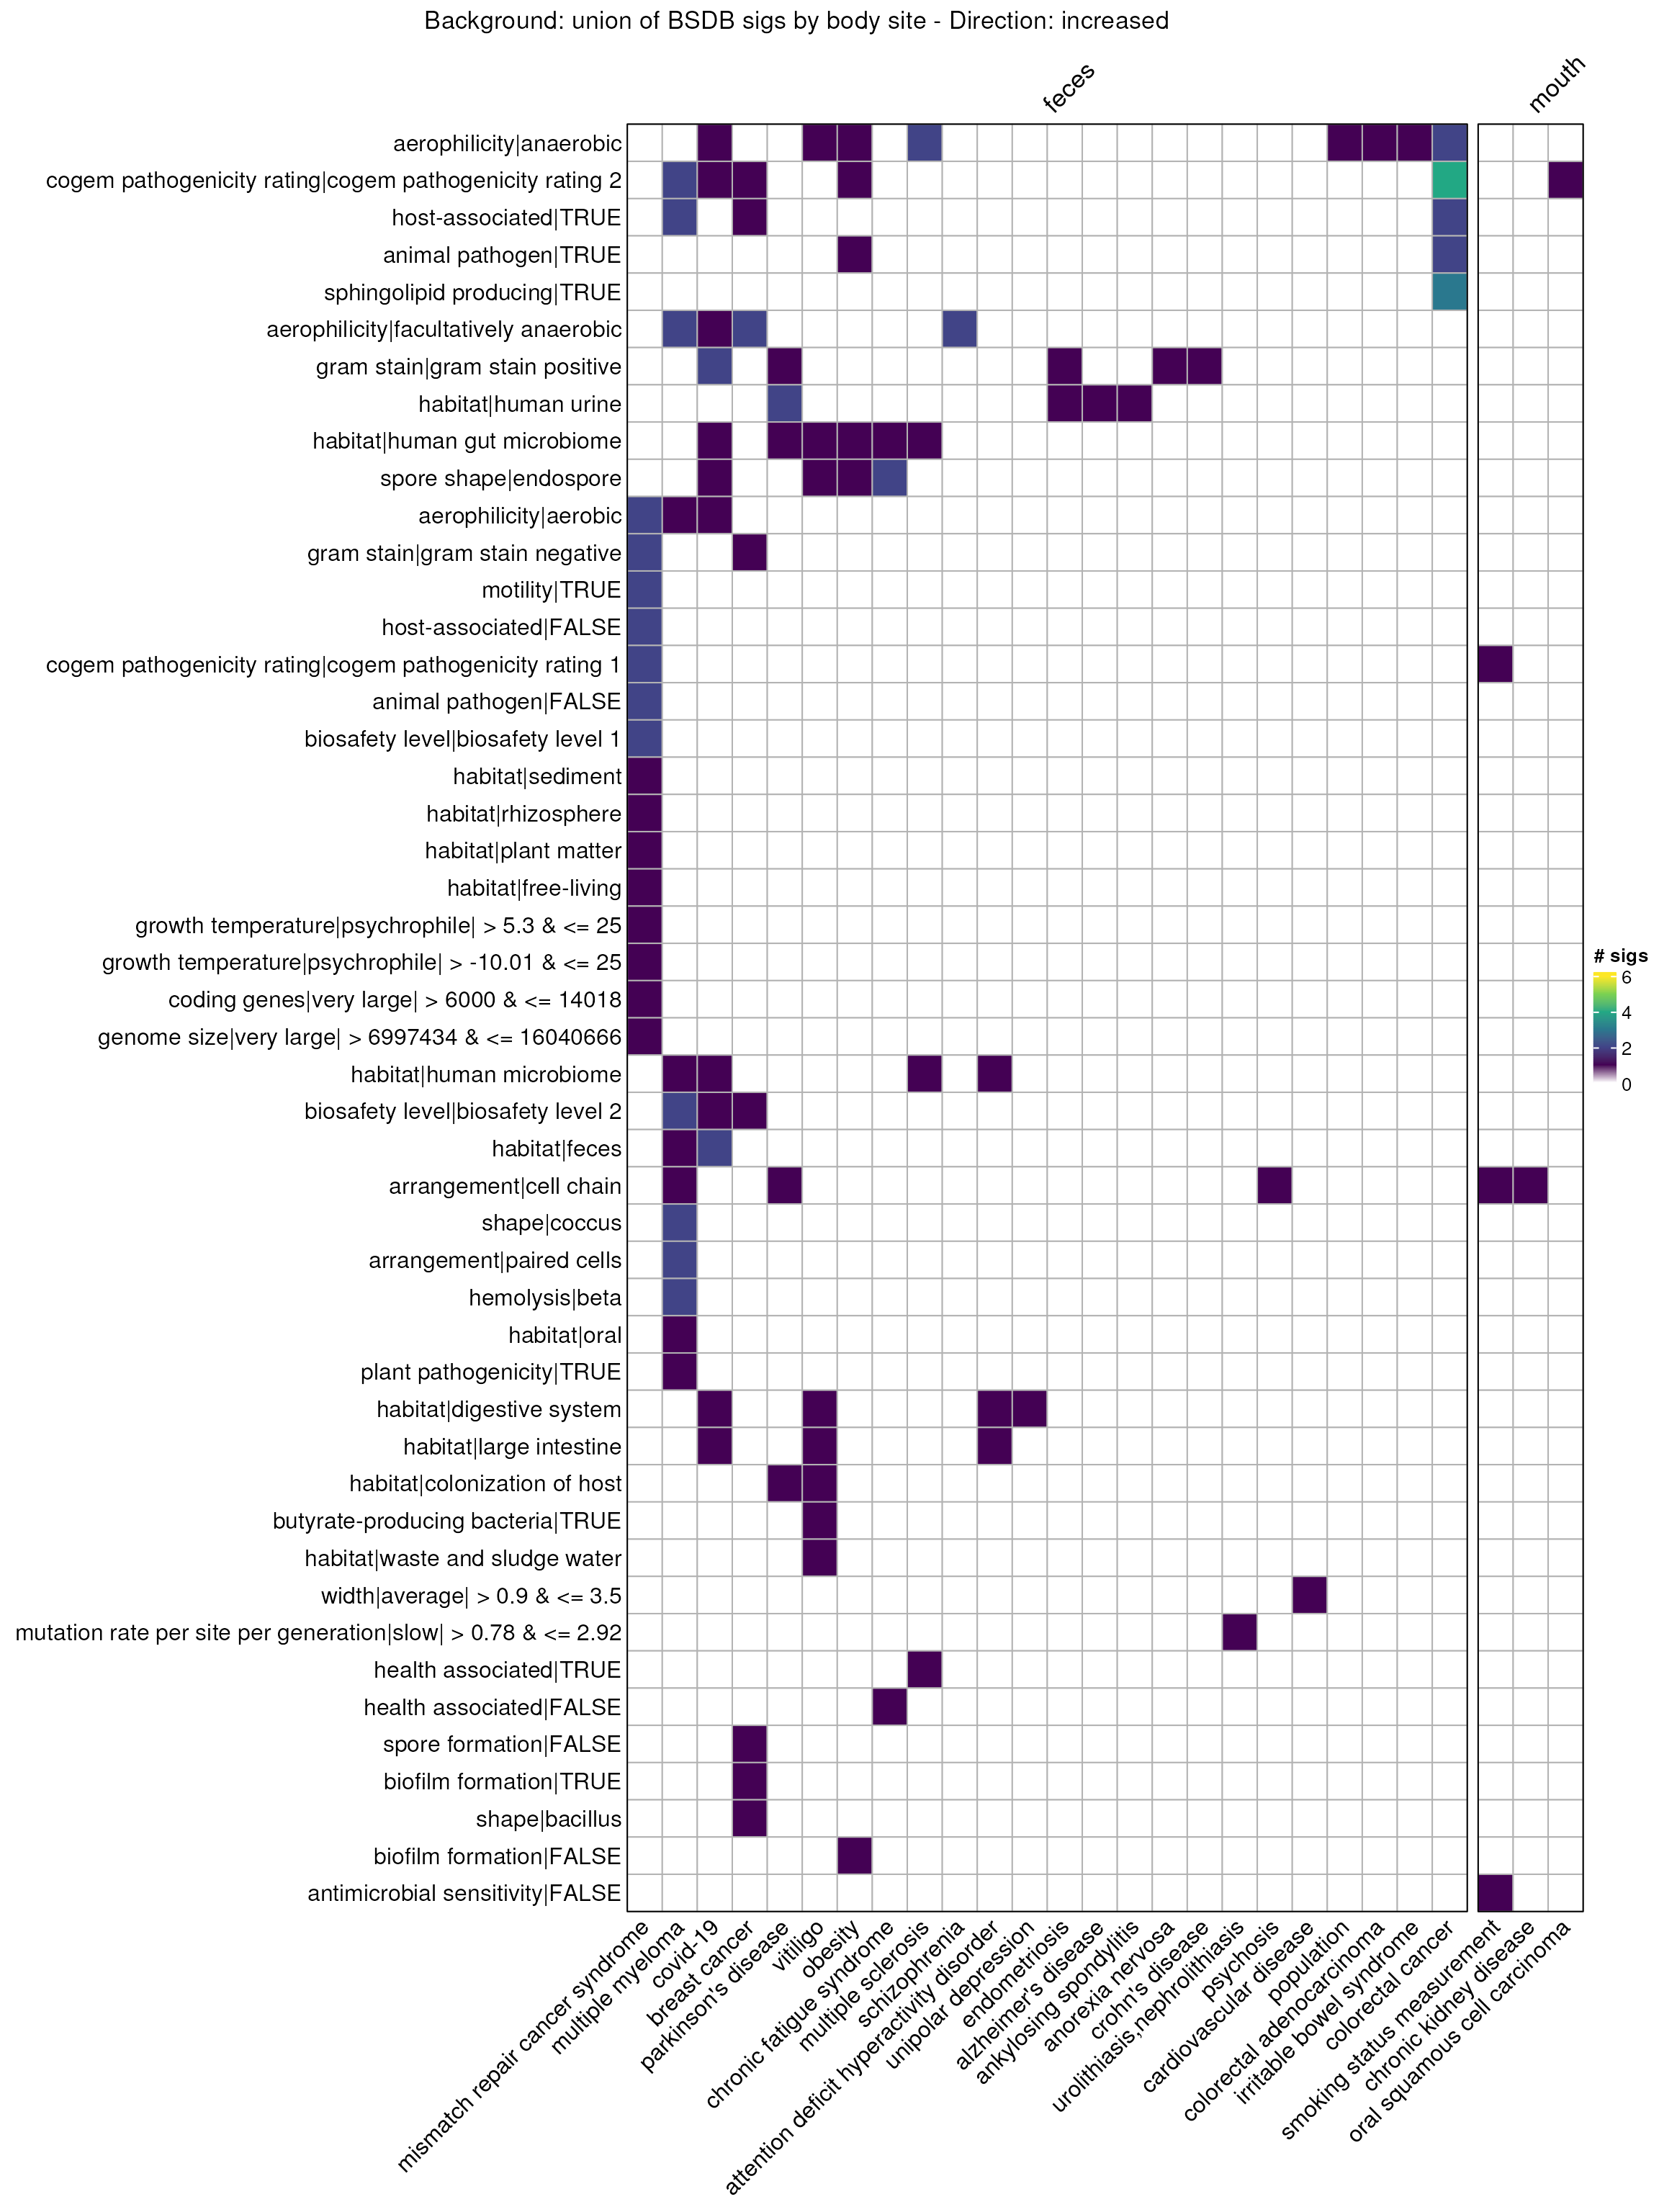 Background: union of BSDB sigs by body site - Direction: increased
feces
mouth
aerophilicity|anaerobic
cogem pathogenicity rating|cogem pathogenicity rating 2
host-associated|TRUE
animal pathogen|TRUE
sphingolipid producing|TRUE
aerophilicity|facultatively anaerobic
gram stain|gram stain positive
habitat|human urine
habitat|human gut microbiome
spore shape|endospore
aerophilicity|aerobic
gram stain|gram stain negative
motility|TRUE
host-associated|FALSE
cogem pathogenicity rating|cogem pathogenicity rating 1
animal pathogen|FALSE
biosafety level|biosafety level 1
habitat|sediment
habitat|rhizosphere
habitat|plant matter
habitat|free-living
growth temperature|psychrophile| > 5.3 & <= 25
growth temperature|psychrophile| > -10.01 & <= 25
coding genes|very large| > 6000 & <= 14018
genome size|very large| > 6997434 & <= 16040666
habitat|human microbiome
biosafety level|biosafety level 2
habitat|feces
arrangement|cell chain
shape|coccus
arrangement|paired cells
hemolysis|beta
habitat|oral
plant pathogenicity|TRUE
habitat|digestive system
habitat|large intestine
habitat|colonization of host
butyrate-producing bacteria|TRUE
habitat|waste and sludge water
width|average| > 0.9 & <= 3.5
mutation rate per site per generation|slow| > 0.78 & <= 2.92
health associated|TRUE
health associated|FALSE
spore formation|FALSE
biofilm formation|TRUE
shape|bacillus
biofilm formation|FALSE
antimicrobial sensitivity|FALSE
# sigs
6
4
2
0
mismatch repair cancer syndrome
multiple myeloma
covid-19
breast cancer
parkinson's disease
vitiligo
obesity
chronic fatigue syndrome
multiple sclerosis
schizophrenia
attention deficit hyperactivity disorder
unipolar depression
endometriosis
alzheimer's disease
ankylosing spondylitis
anorexia nervosa
crohn's disease
urolithiasis,nephrolithiasis
psychosis
cardiovascular disease
population
colorectal adenocarcinoma
irritable bowel syndrome
colorectal cancer
smoking status measurement
chronic kidney disease
oral squamous cell carcinoma